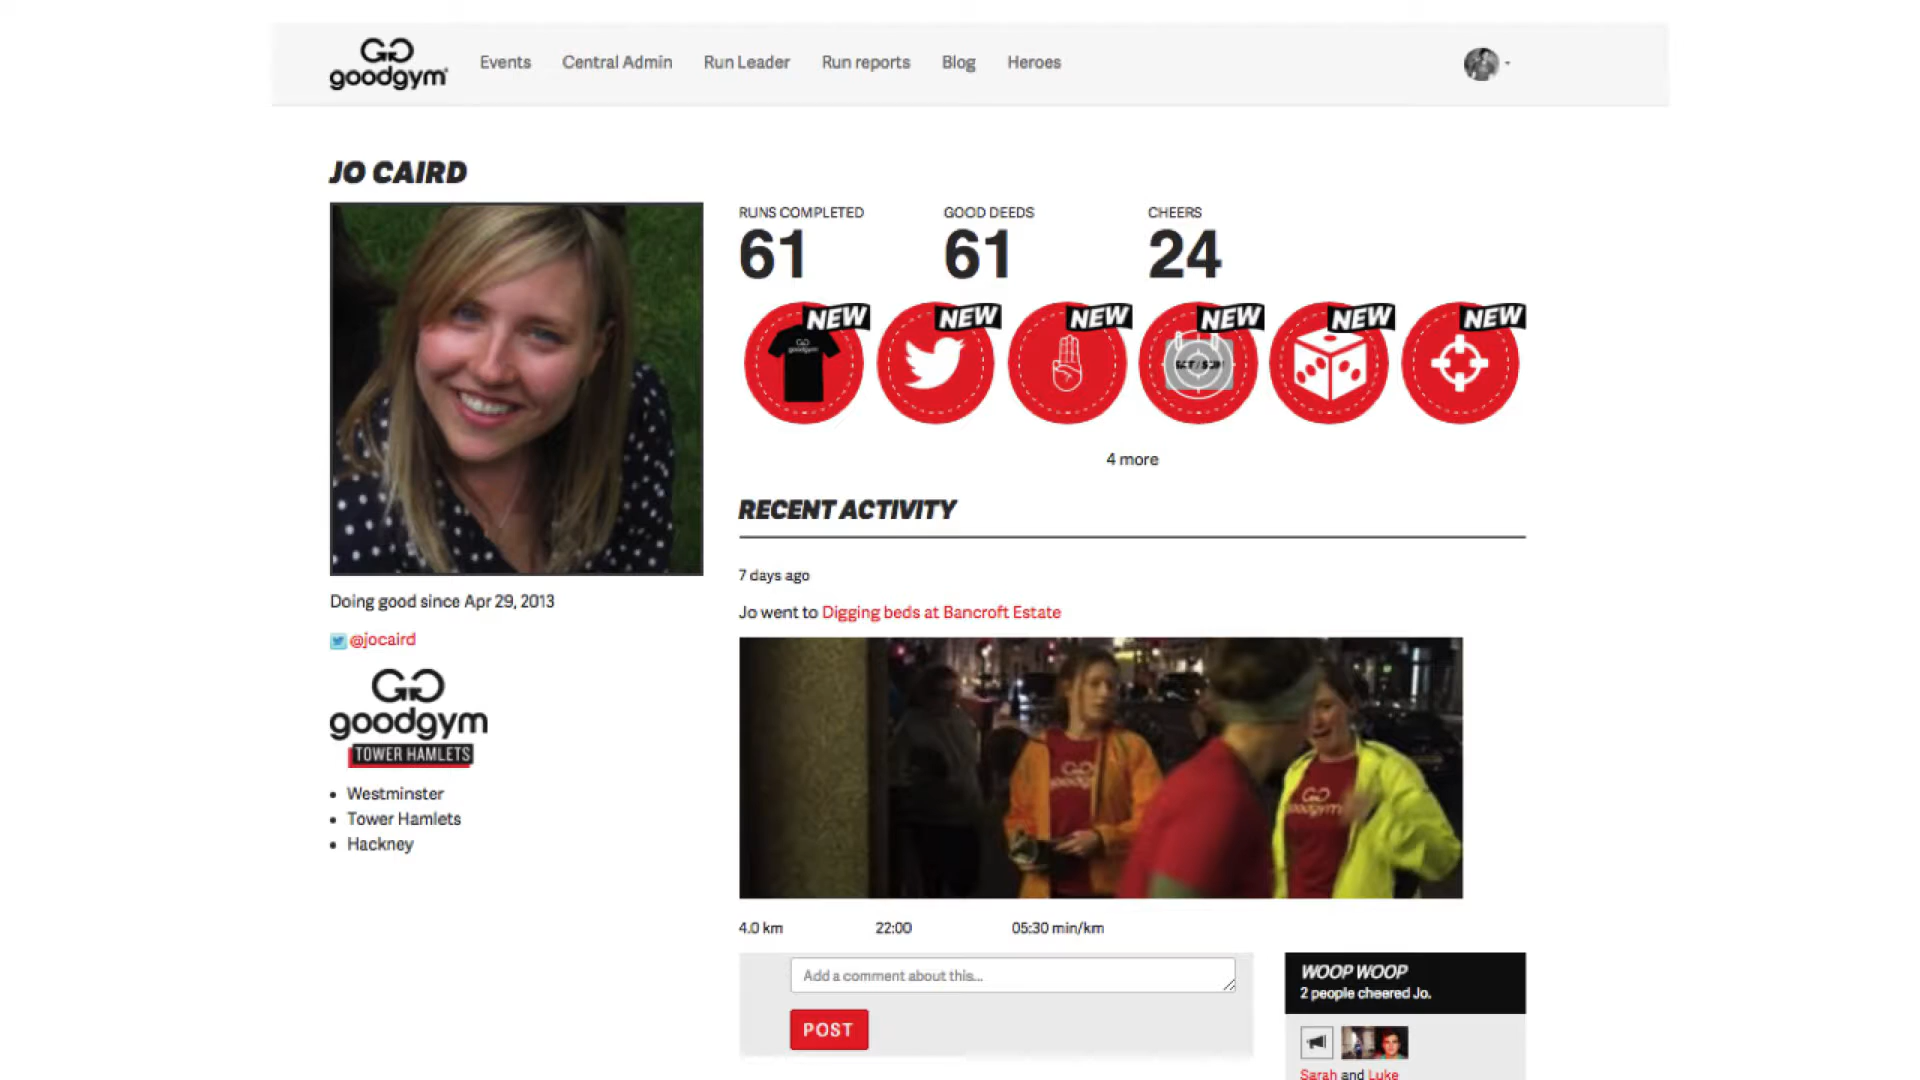 goodgym
Events Central Admin Run Leader Run reports Blog Heroes
JO CAIRD
RUNS COMPLETED GOOD DEEDS CHEERS
61 61 24
NEW NEW NEW NEW NEW NEW
goodgym
4 more
RECENT ACTIVITY
7 days ago
Jo went to Digging beds at Bancroft Estate
Doing good since Apr 29, 2013
@jocaird
goodgym
TOWER HAMLETS
Westminster
Tower Hamlets
Hackney
goodgym
goodgym
4.0 km 22:00 05:30 min/km
Add a comment about this...
POST
WOOP WOOP
2 people cheered Jo.
Sarah and Luke